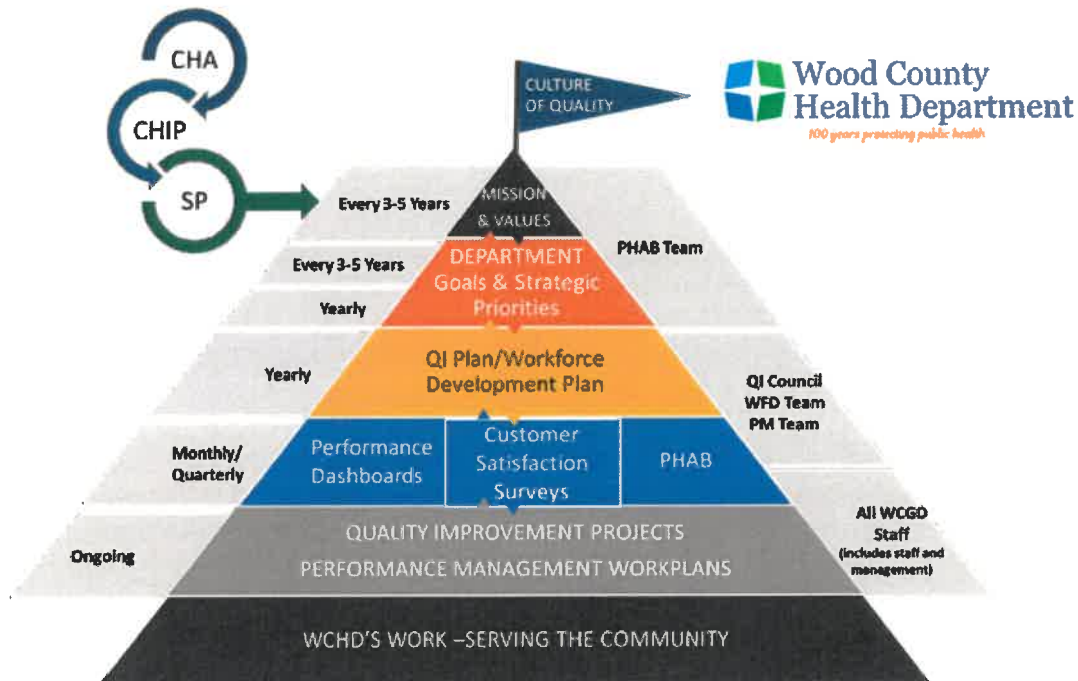 CHA
CHIP
SP
CULTURE
OF QUALITY
Wood County
Health Department
100 years protecting public health
Every 3-5 Years
MISSION
& VALUES
PHAB Team
Every 3-5 Years
Yearly
DEPARTMENT
Goals & Strategic
Priorities
Yearly
QI Plan/Workforce
Development Plan
QI Council
WFD Team
PM Team
Monthly/
Quarterly
Performance
Dashboards
Customer
Satisfaction
Surveys
PHAB
Ongoing
QUALITY IMPROVEMENT PROJECTS
PERFORMANCE MANAGEMENT WORKPLANS
All WCGD
Staff
(includes staff and
management)
WCHD'S WORK –SERVING THE COMMUNITY